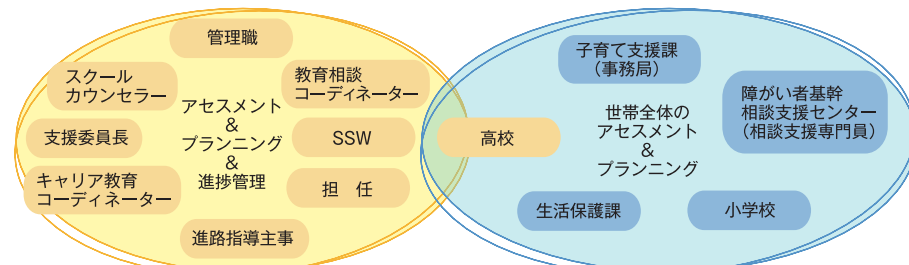 管理職
スクール
カウンセラー
教育相談
コーディネーター
アセスメント
&
プランニング
&
進捗管理
支援委員長
SSW
キャリア教育
コーディネーター
担　任
進路指導主事
高校
子育て支援課
（事務局）
障がい者基幹
相談支援センター
（相談支援専門員）
世帯全体の
アセスメント
&
プランニング
生活保護課
小学校